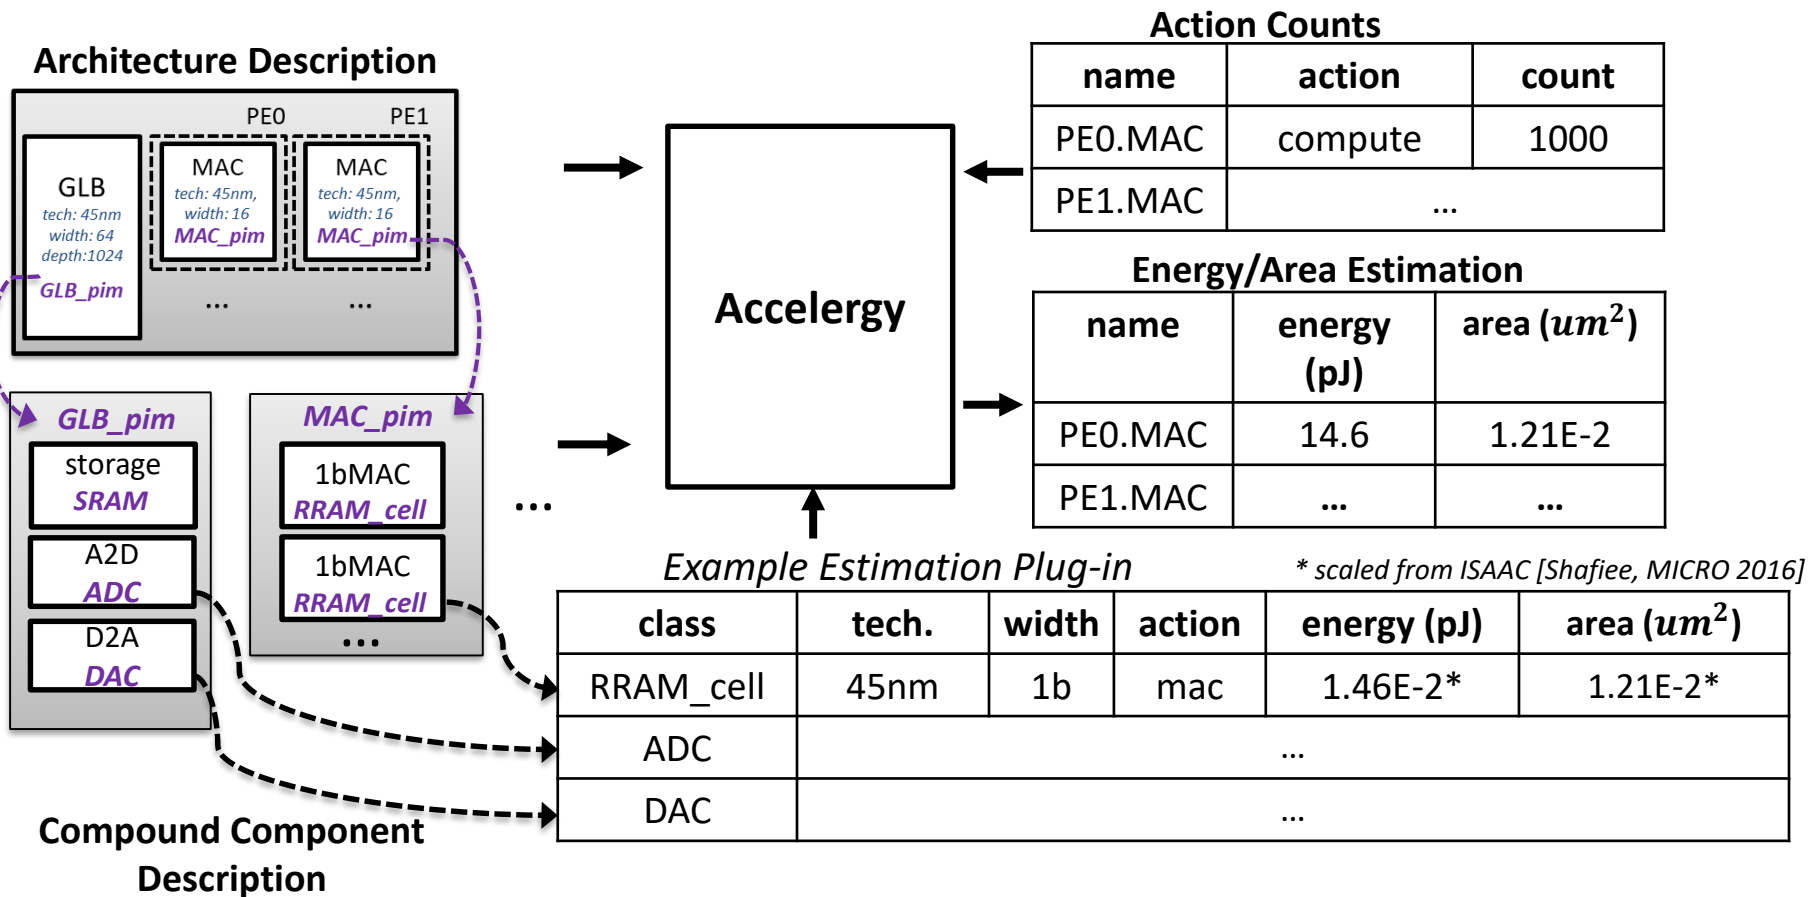 Architecture Description
PE0
PE1
GLB
tech: 45nm
width: 64
depth:1024
GLB_pim
MAC
tech: 45nm,
width: 16
MAC_pim
...
MAC
tech: 45nm,
width: 16
MAC_pim
...
GLB_pim
storage
SRAM
A2D
ADC
D2A
DAC
MAC_pim
1bMAC
RRAM_cell
1bMAC
RRAM_cell
...
...
Compound Component
Description
Accelergy
Action Counts
name action count
PE0.MAC compute 1000
PE1.MAC ...
Energy/Area Estimation
name energy (pJ) area (um²)
PE0.MAC 14.6 1.21E-2
PE1.MAC ... ...
Example Estimation Plug-in
* scaled from ISAAC [Shafiee, MICRO 2016]
class tech. width action energy (pJ) area (um²)
RRAM_cell 45nm 1b mac 1.46E-2* 1.21E-2*
ADC ...
DAC ...